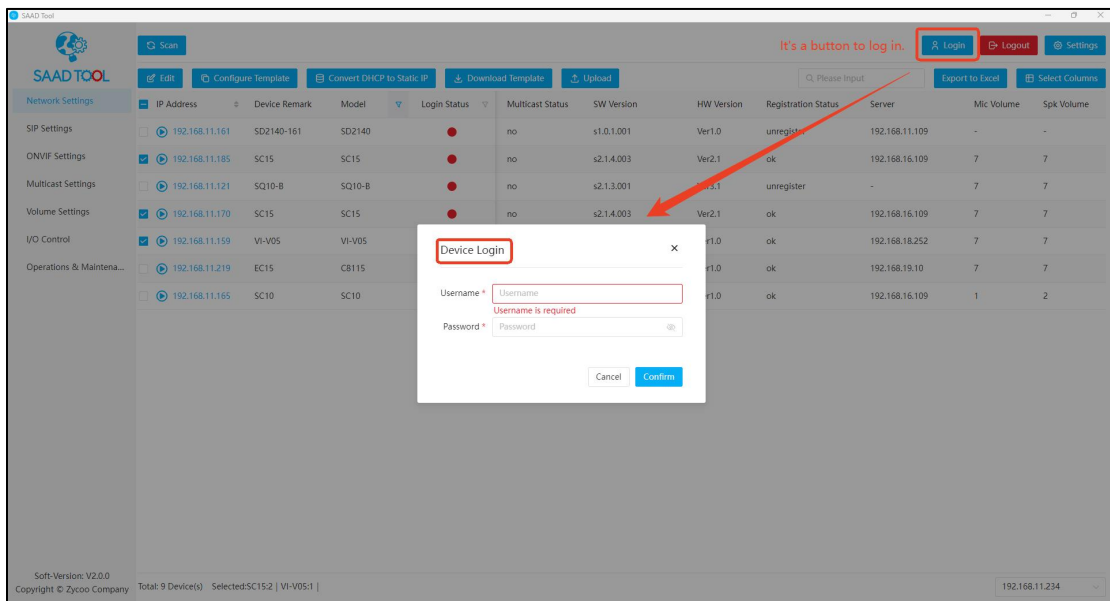 SAAD Tool
SAAD TOOL
Scan
It's a button to log in.
Login
Logout
Settings
Edit
Configure Template
Convert DHCP to Static IP
Download Template
Upload
Please Input
Export to Excel
Select Columns
Network Settings
SIP Settings
ONVIF Settings
Multicast Settings
Volume Settings
I/O Control
Operations & Maintena...
IP Address Device Remark Model Login Status Multicast Status SW Version HW Version Registration Status Server Mic Volume Spk Volume
192.168.11.161 SD2140-161 SD2140 no s1.0.1.001 Ver1.0 unregister 192.168.11.109 - -
192.168.11.185 SC15 SC15 no s2.1.4.003 Ver2.1 ok 192.168.16.109 7 7
192.168.11.121 SQ10-B SQ10-B no s2.1.3.001 unregister - 7 7
192.168.11.170 SC15 SC15 no s2.1.4.003 Ver2.1 ok 192.168.16.109 7 7
192.168.11.159 VI-V05 VI-V05 r1.0 ok 192.168.18.252 7 7
192.168.11.219 EC15 C8115 r1.0 ok 192.168.19.10 7 7
192.168.11.165 SC10 SC10 r1.0 ok 192.168.16.109 1 2
Device Login
Username * Username
Username is required
Password * Password
Cancel Confirm
Soft-Version: V2.0.0
Copyright © Zycoo Company
Total: 9 Device(s) Selected:SC15:2 | VI-V05:1 |
192.168.11.234